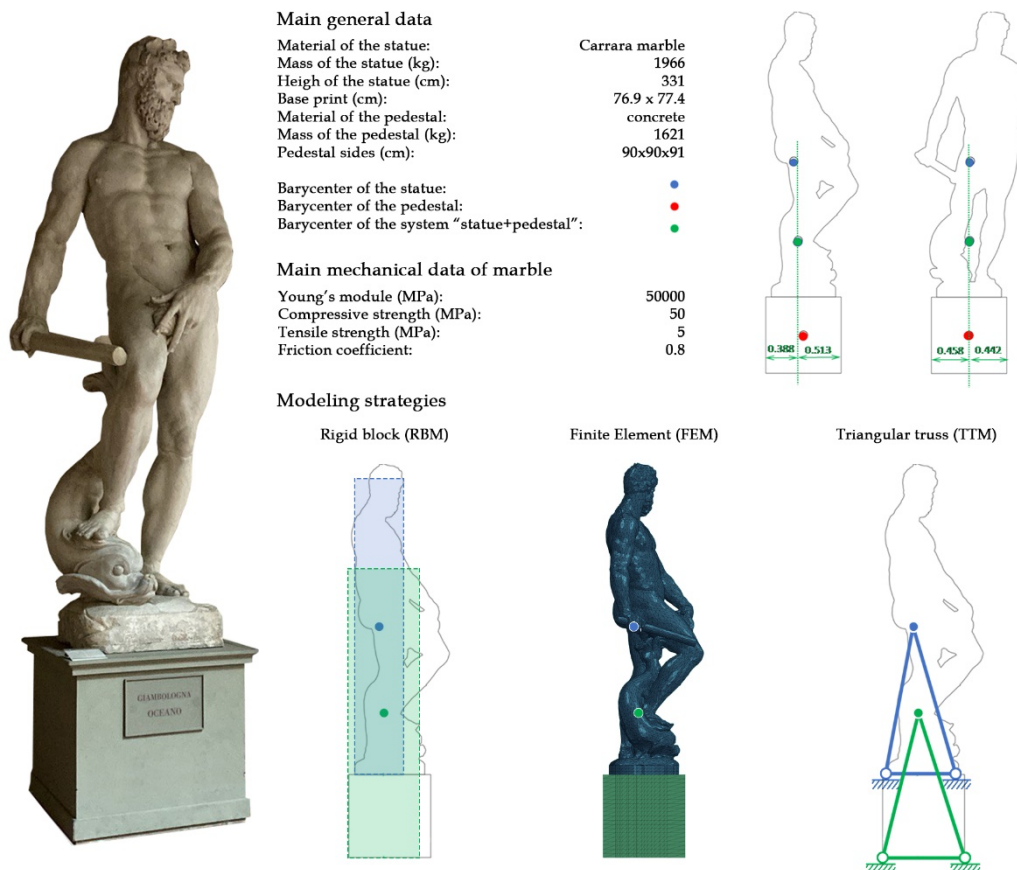 Main general data
Material of the statue: Carrara marble
Mass of the statue (kg): 1966
Heigh of the statue (cm): 331
Base print (cm): 76.9 x 77.4
Material of the pedestal: concrete
Mass of the pedestal (kg): 1621
Pedestal sides (cm): 90x90x91
Barycenter of the statue:
Barycenter of the pedestal:
Barycenter of the system “statue+pedestal”:
Main mechanical data of marble
Young’s module (MPa): 50000
Compressive strength (MPa): 50
Tensile strength (MPa): 5
Friction coefficient: 0.8
0.388 0.513
0.458 0.442
Modeling strategies
Rigid block (RBM)
Finite Element (FEM)
Triangular truss (TTM)
GIAMBOLOGNA
OCEANO